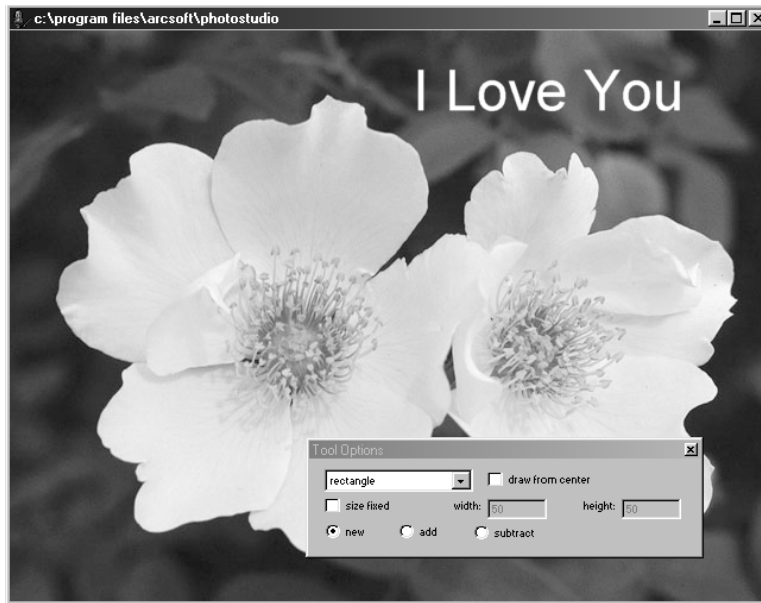 c:\program files\arcsoft\photostudio
I Love You
Tool Options
rectangle
draw from center
size fixed
width: 50
height: 50
new
add
subtract